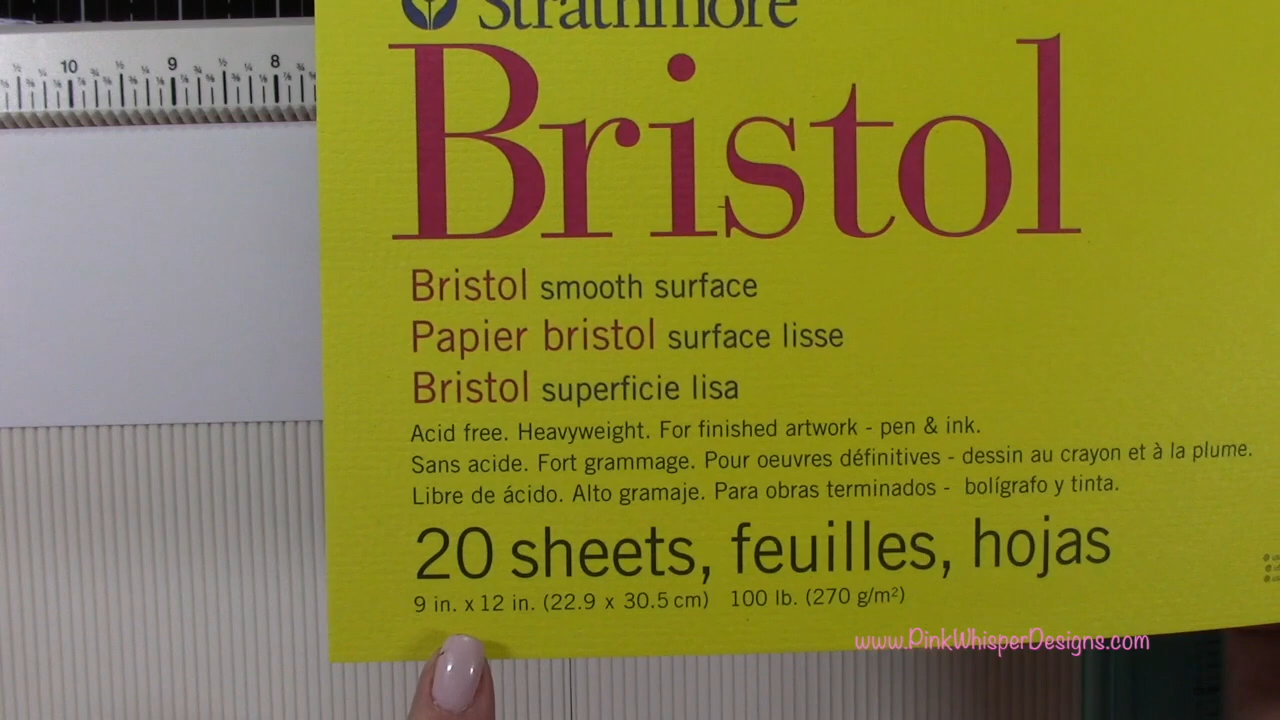 Strathmore
10 9 8
Bristol
Bristol smooth surface
Papier bristol surface lisse
Bristol superficie lisa
Acid free. Heavyweight. For finished artwork - pen & ink.
Sans acide. Fort grammage. Pour oeuvres définitives - dessin au crayon et à la plume.
Libre de ácido. Alto gramaje. Para obras terminados - bolígrafo y tinta.
20 sheets, feuilles, hojas
9 in. x 12 in. (22.9 x 30.5 cm) 100 lb. (270 g/m²)
www.PinkWhisperDesigns.com